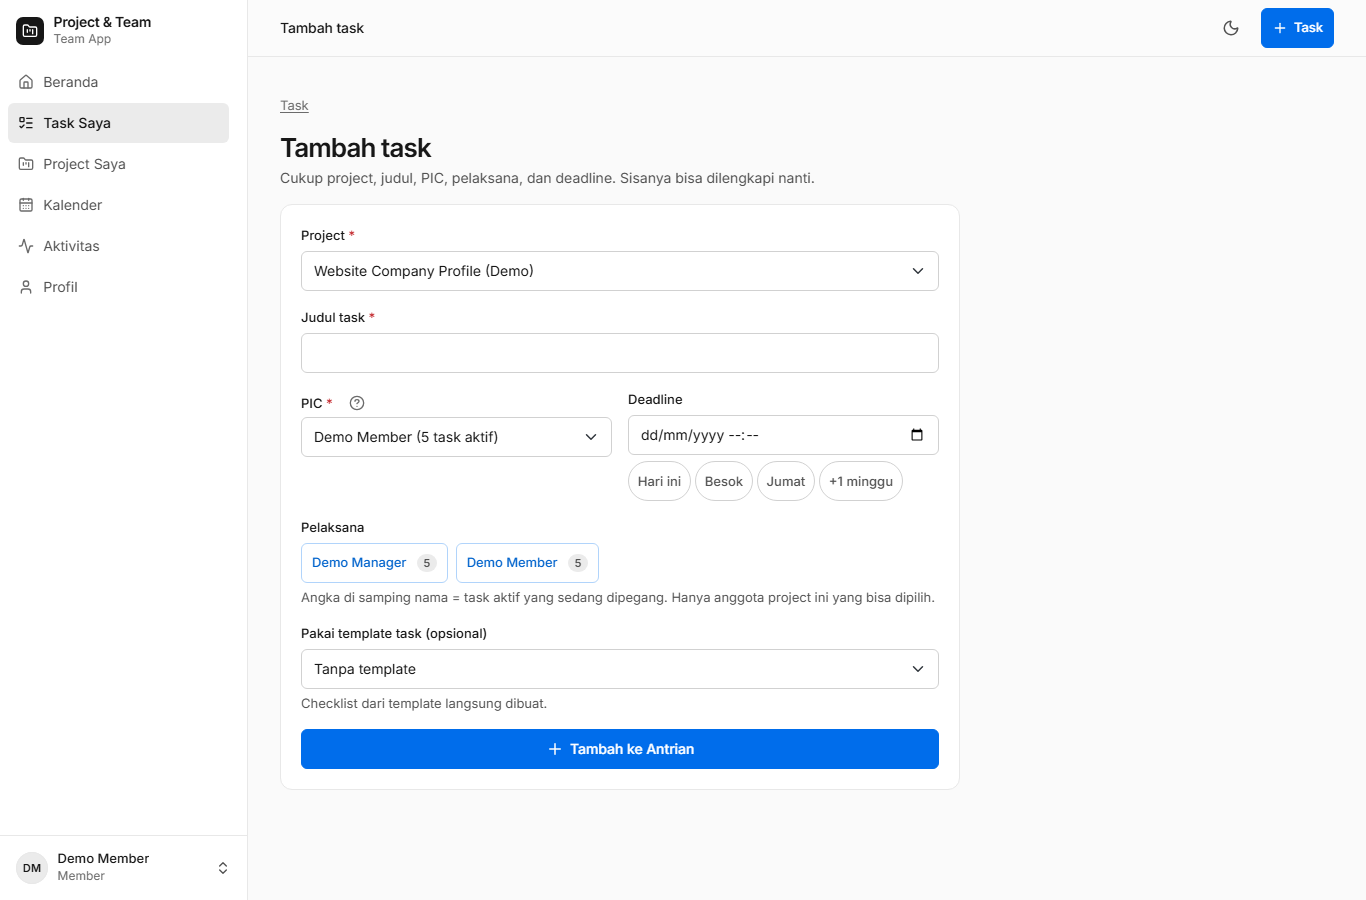 Project & Team
Team App
Beranda
Task Saya
Project Saya
Kalender
Aktivitas
Profil
DM
Demo Member
Member
Tambah task
Task
Task
Tambah task
Cukup project, judul, PIC, pelaksana, dan deadline. Sisanya bisa dilengkapi nanti.
Project *
Website Company Profile (Demo)
Judul task *
PIC *
Demo Member (5 task aktif)
Deadline
dd/mm/yyyy --:--
Hari ini
Besok
Jumat
+1 minggu
Pelaksana
Demo Manager 5
Demo Member 5
Angka di samping nama = task aktif yang sedang dipegang. Hanya anggota project ini yang bisa dipilih.
Pakai template task (opsional)
Tanpa template
Checklist dari template langsung dibuat.
Tambah ke Antrian